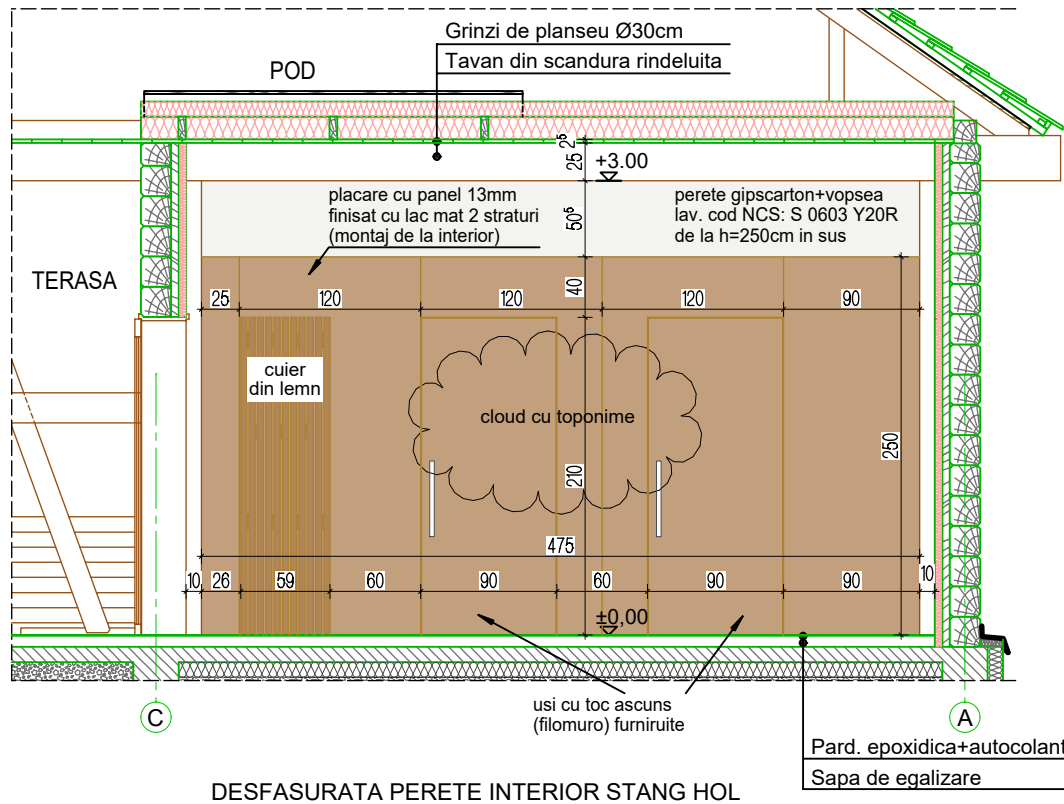 Grinzi de planseu Ø30cm
Tavan din scandura rindeluita
POD
2⁵
25
+3.00
placare cu panel 13mm
finisat cu lac mat 2 straturi
(montaj de la interior)
50⁵
perete gipscarton+vopsea
lav. cod NCS: S 0603 Y20R
de la h=250cm in sus
TERASA
40
25 120 120 120 90
cuier
din lemn
cloud cu toponime
250
210
475
10 26 59 60 90 60 90 90 10
±0,00
usi cu toc ascuns
(filomuro) furniruite
C
A
Pard. epoxidica+autocolant
Sapa de egalizare
DESFASURATA PERETE INTERIOR STANG HOL